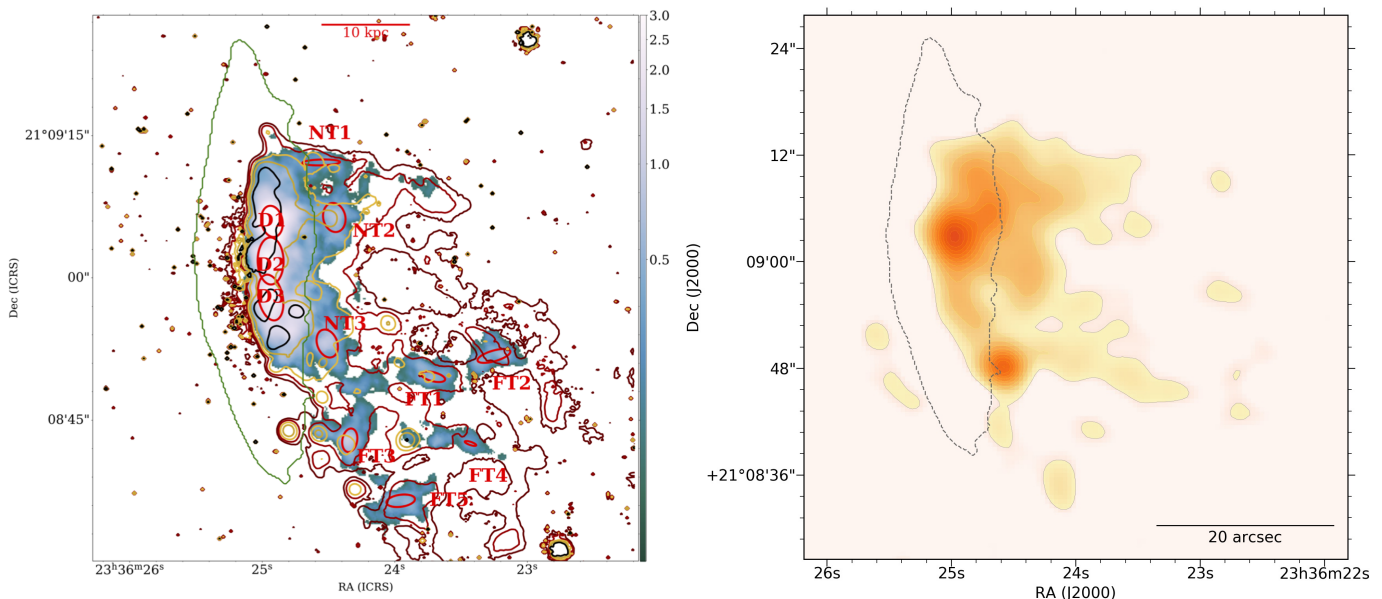 10 kpc
3.0
2.5
2.0
1.5
1.0
0.5
21°09'15"
00"
08'45"
Dec (ICRS)
NT1
D1
NT2
D2
D3
NT3
FT2
FT1
FT3
FT4
FT5
23ʰ36ᵐ26ˢ
25ˢ
24ˢ
23ˢ
RA (ICRS)
24"
12"
09'00"
48"
+21°08'36"
Dec (J2000)
20 arcsec
26s
25s
24s
23s
23h36m22s
RA (J2000)